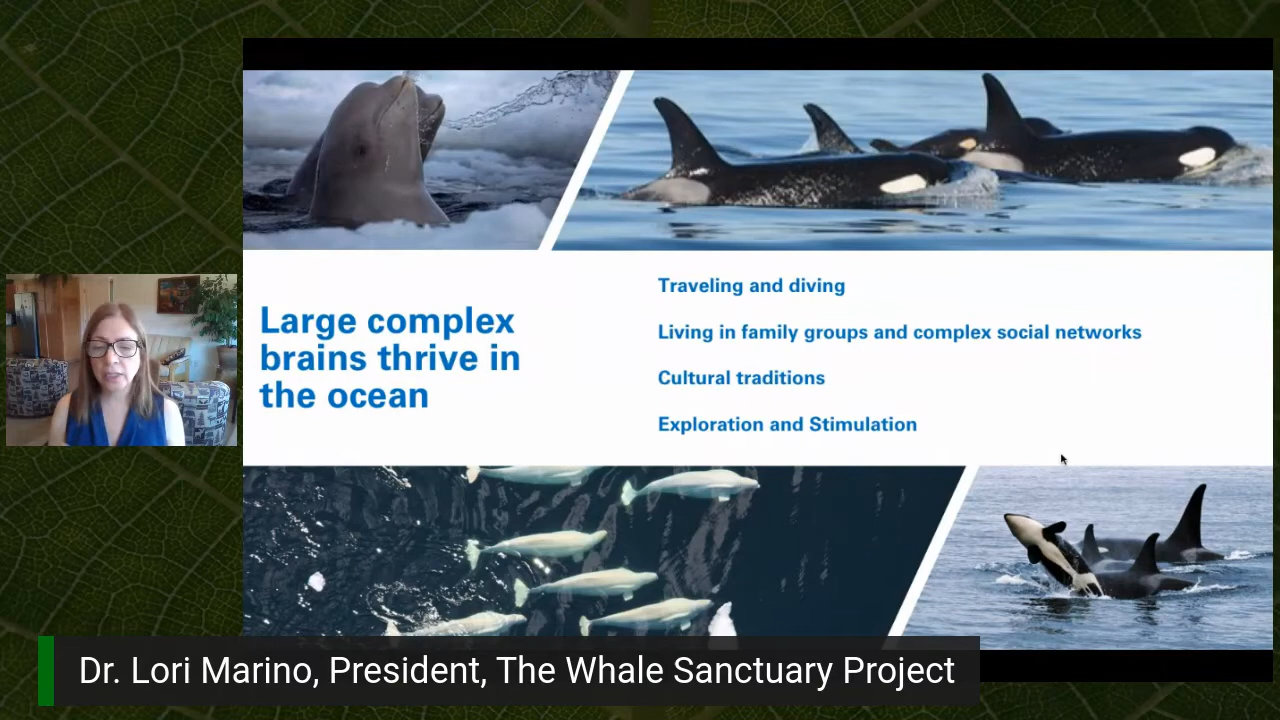 Large complex
brains thrive in
the ocean
Traveling and diving
Living in family groups and complex social networks
Cultural traditions
Exploration and Stimulation
Dr. Lori Marino, President, The Whale Sanctuary Project